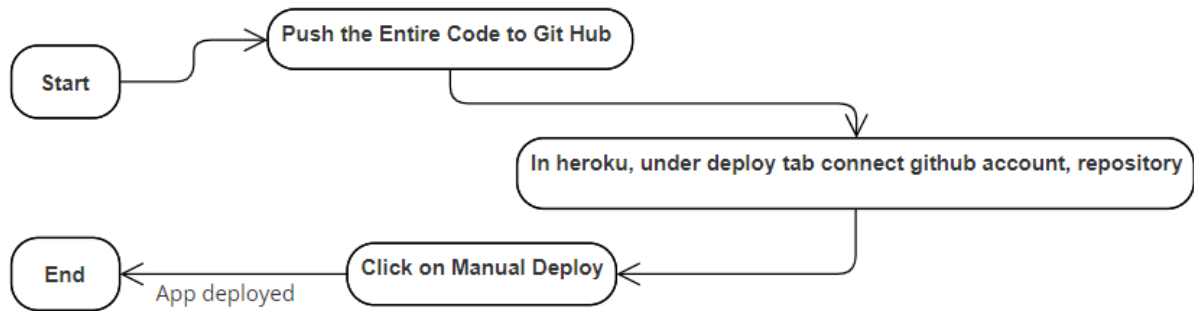 Start
Push the Entire Code to Git Hub
In heroku, under deploy tab connect github account, repository
Click on Manual Deploy
App deployed
End